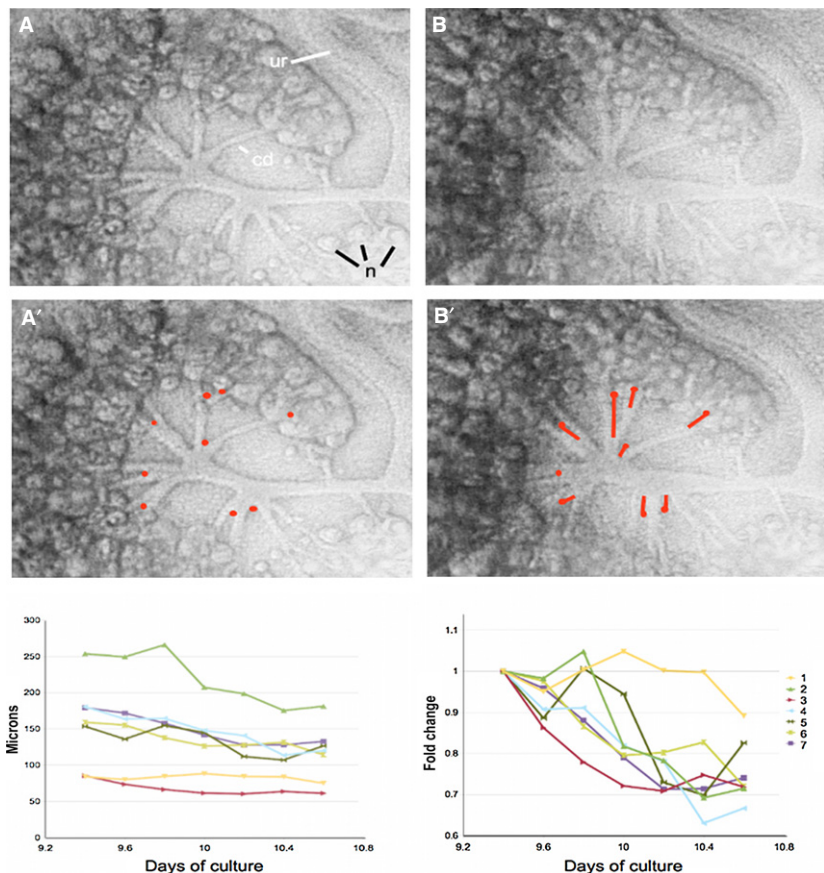 A
B
ur
cd
n
A′
B′
300
250
200
150
100
50
0
Microns
9.2 9.6 10 10.4 10.8
Days of culture
1.1
1
0.9
0.8
0.7
0.6
Fold change
9.2 9.6 10 10.4 10.8
Days of culture
1
2
3
4
5
6
7